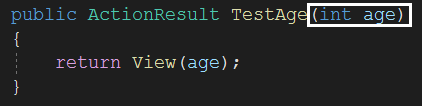 public ActionResult TestAge(int age)
{
return View(age);
}